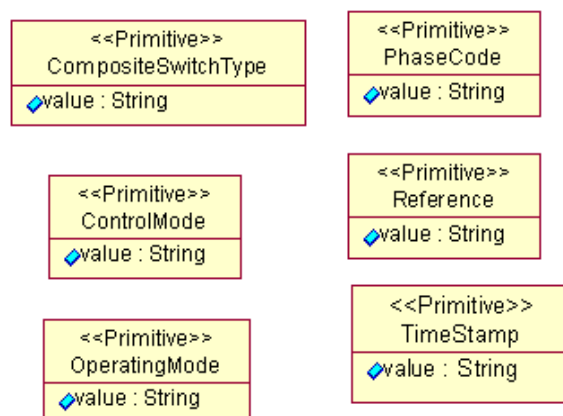 <<Primitive>>
CompositeSwitchType
value : String
<<Primitive>>
PhaseCode
value : String
<<Primitive>>
ControlMode
value : String
<<Primitive>>
Reference
value : String
<<Primitive>>
OperatingMode
value : String
<<Primitive>>
TimeStamp
value : String